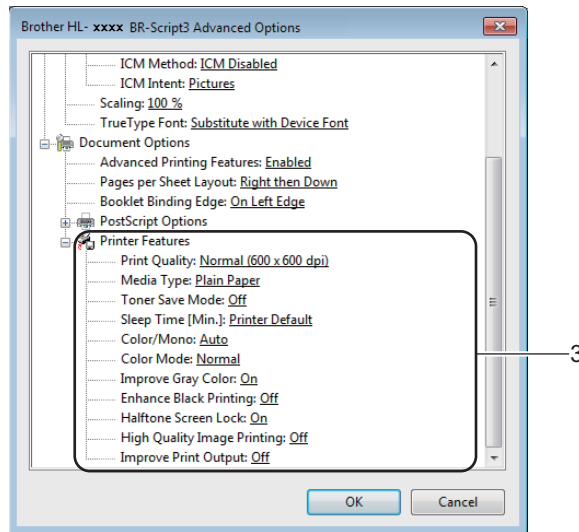 Brother HL- xxxx BR-Script3 Advanced Options
ICM Method: ICM Disabled
ICM Intent: Pictures
Scaling: 100 %
TrueType Font: Substitute with Device Font
Document Options
Advanced Printing Features: Enabled
Pages per Sheet Layout: Right then Down
Booklet Binding Edge: On Left Edge
PostScript Options
Printer Features
Print Quality: Normal (600 x 600 dpi)
Media Type: Plain Paper
Toner Save Mode: Off
Sleep Time [Min.]: Printer Default
Color/Mono: Auto
Color Mode: Normal
3
Improve Gray Color: On
Enhance Black Printing: Off
Halftone Screen Lock: On
High Quality Image Printing: Off
Improve Print Output: Off
OK Cancel